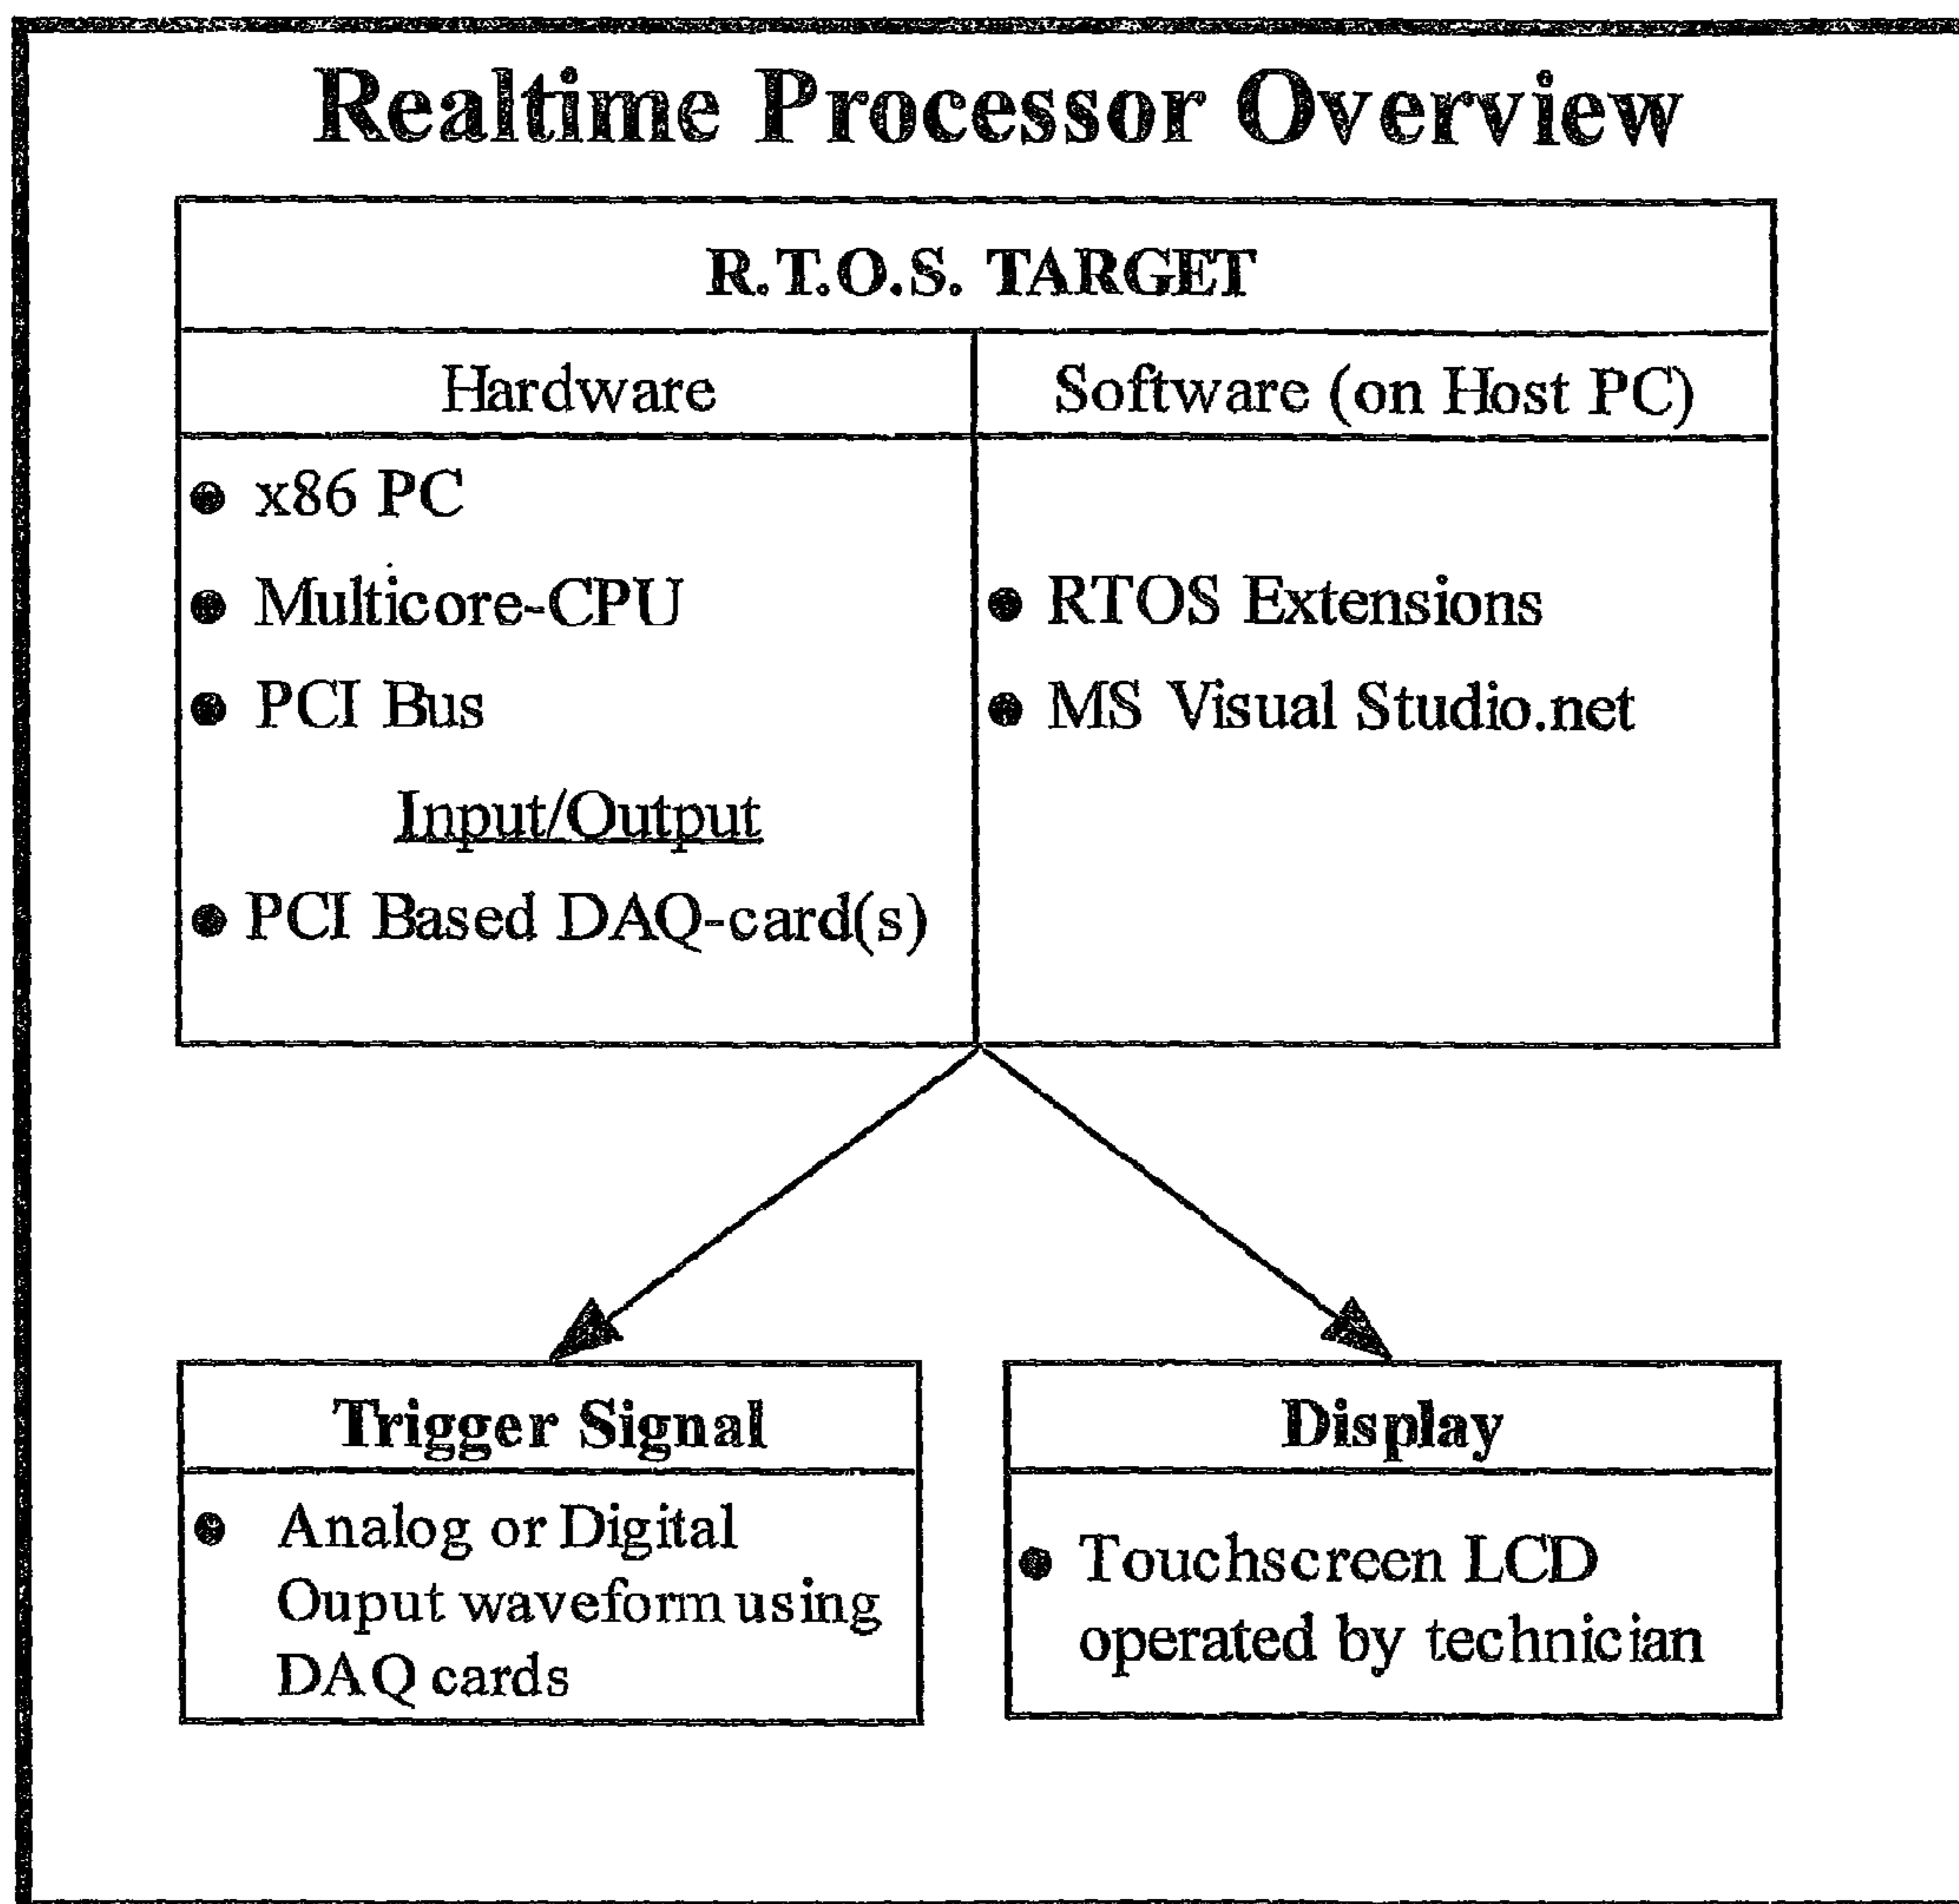 Realtime Processor Overview
R.T.O.S. TARGET
Hardware
Software (on Host PC)
● x86 PC
● Multicore-CPU
● PCI Bus
Input/Output
● PCI Based DAQ-card(s)
● RTOS Extensions
● MS Visual Studio.net
Trigger Signal
● Analog or Digital
Ouput waveform using
DAQ cards
Display
● Touchscreen LCD
operated by technician